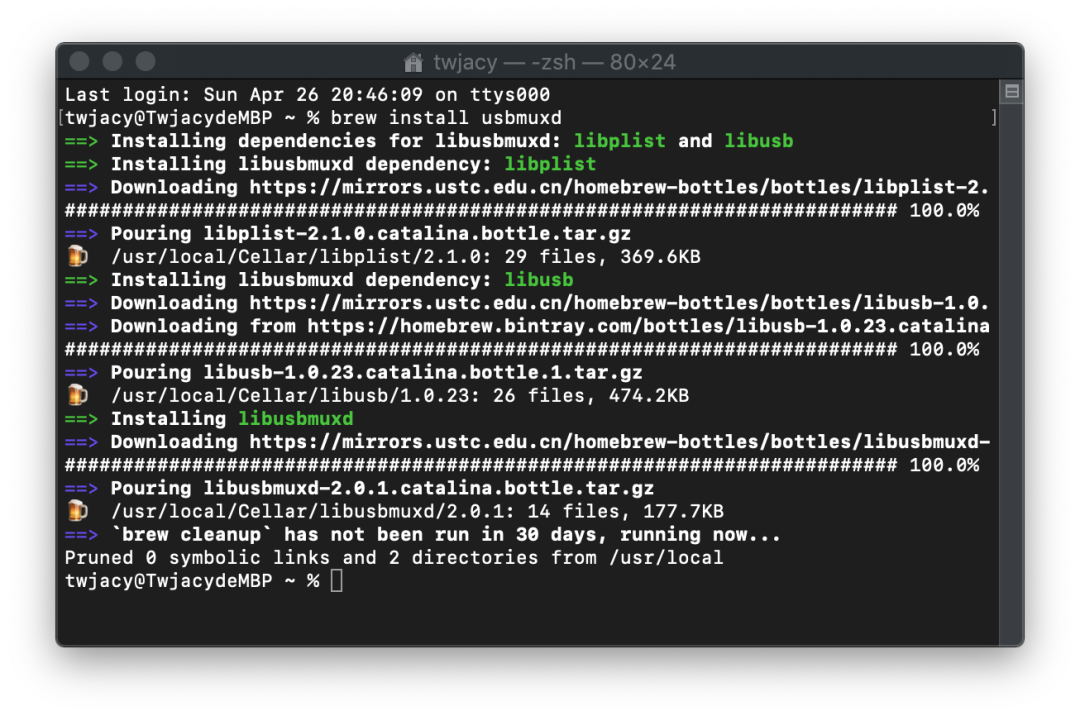 twjacy — -zsh — 80×24
Last login: Sun Apr 26 20:46:09 on ttys000
[twjacy@TwjacydeMBP ~ % brew install usbmuxd ]
==> Installing dependencies for libusbmuxd: libplist and libusb
==> Installing libusbmuxd dependency: libplist
==> Downloading https://mirrors.ustc.edu.cn/homebrew-bottles/bottles/libplist-2.
######################################################################## 100.0%
==> Pouring libplist-2.1.0.catalina.bottle.tar.gz
🍺  /usr/local/Cellar/libplist/2.1.0: 29 files, 369.6KB
==> Installing libusbmuxd dependency: libusb
==> Downloading https://mirrors.ustc.edu.cn/homebrew-bottles/bottles/libusb-1.0.
==> Downloading from https://homebrew.bintray.com/bottles/libusb-1.0.23.catalina
######################################################################## 100.0%
==> Pouring libusb-1.0.23.catalina.bottle.1.tar.gz
🍺  /usr/local/Cellar/libusb/1.0.23: 26 files, 474.2KB
==> Installing libusbmuxd
==> Downloading https://mirrors.ustc.edu.cn/homebrew-bottles/bottles/libusbmuxd-
######################################################################## 100.0%
==> Pouring libusbmuxd-2.0.1.catalina.bottle.tar.gz
🍺  /usr/local/Cellar/libusbmuxd/2.0.1: 14 files, 177.7KB
==> `brew cleanup` has not been run in 30 days, running now...
Pruned 0 symbolic links and 2 directories from /usr/local
twjacy@TwjacydeMBP ~ %